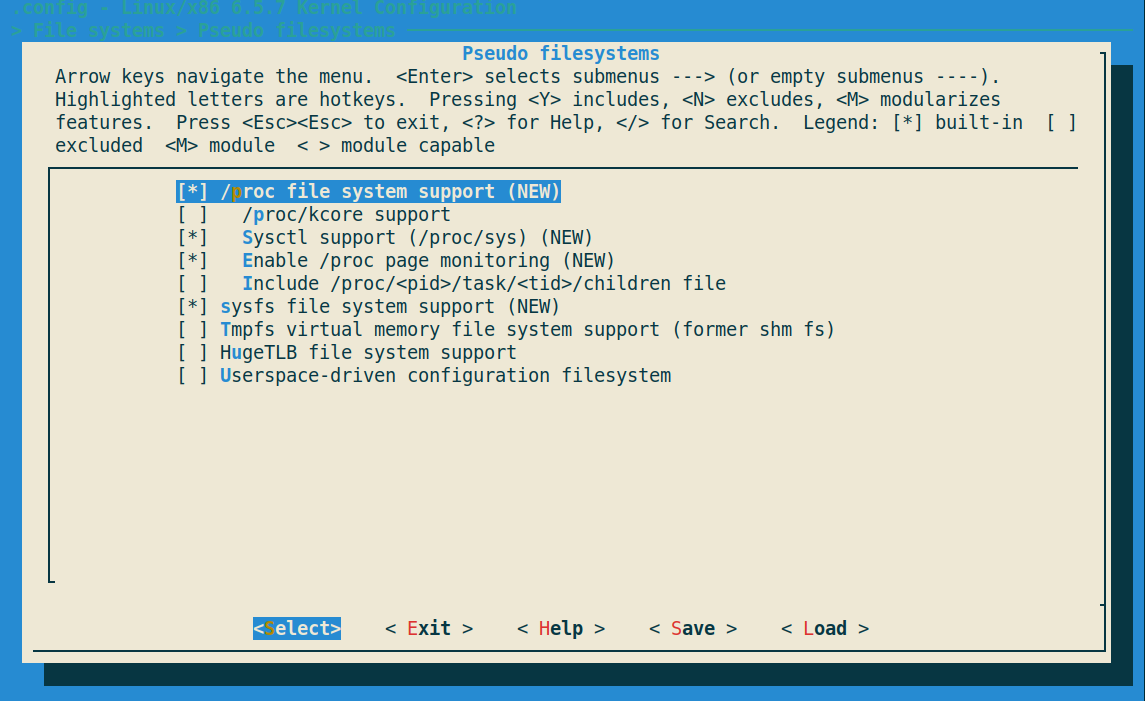 .config - Linux/x86 6.5.7 Kernel Configuration
> File systems > Pseudo filesystems
Pseudo filesystems
Arrow keys navigate the menu.  <Enter> selects submenus ---> (or empty submenus ----).
Highlighted letters are hotkeys.  Pressing <Y> includes, <N> excludes, <M> modularizes
features.  Press <Esc><Esc> to exit, <?> for Help, </> for Search.  Legend: [*] built-in  [ ]
excluded  <M> module  < > module capable
[*] /proc file system support (NEW)
[ ]   /proc/kcore support
[*]   Sysctl support (/proc/sys) (NEW)
[*]   Enable /proc page monitoring (NEW)
[ ]   Include /proc/<pid>/task/<tid>/children file
[*] sysfs file system support (NEW)
[ ] Tmpfs virtual memory file system support (former shm fs)
[ ] HugeTLB file system support
[ ] Userspace-driven configuration filesystem
<Select>    < Exit >    < Help >    < Save >    < Load >